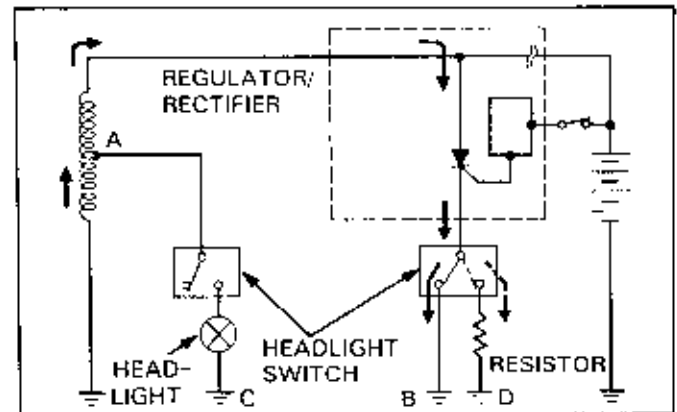 REGULATOR/
RECTIFIER
A
HEAD-
LIGHT
C
HEADLIGHT
SWITCH
B
D
RESISTOR